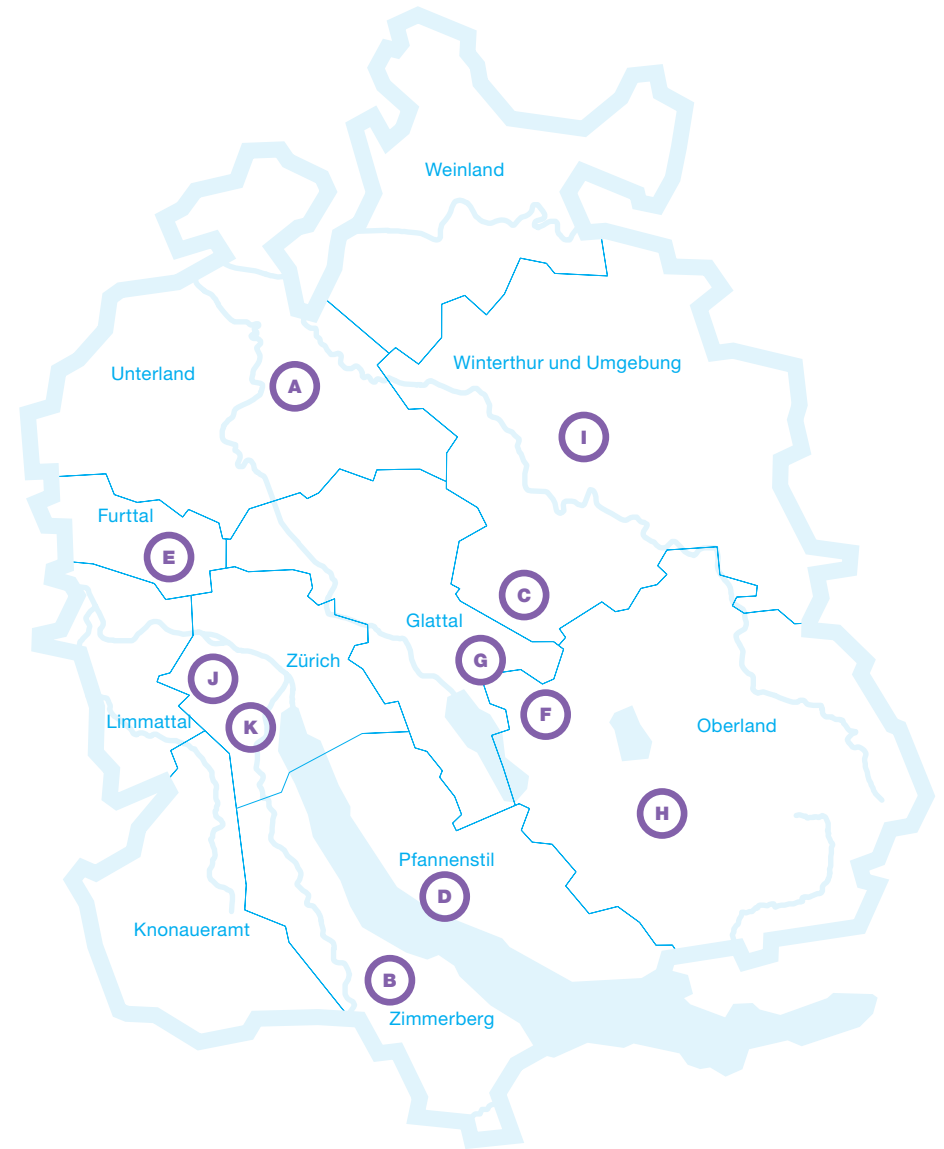 Weinland
Winterthur und Umgebung
Unterland
A
I
Furttal
E
C
Glattal
G
Zürich
J
F
Limmattal
K
Oberland
H
Pfannenstil
D
Knonaueramt
B
Zimmerberg